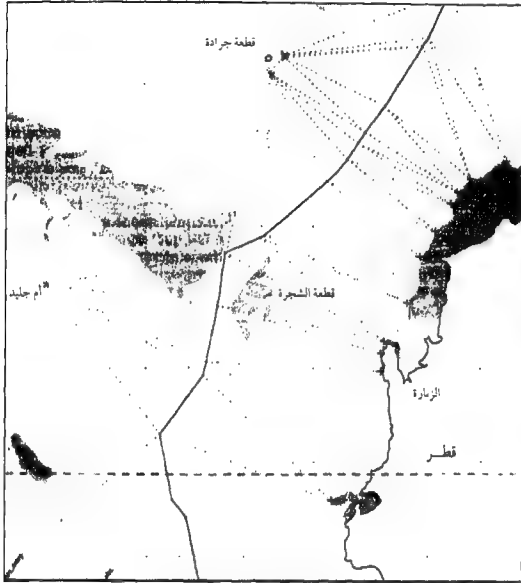 قطعة جرادة
قطعة الشجرة
أم جليد
الزبارة
قطر